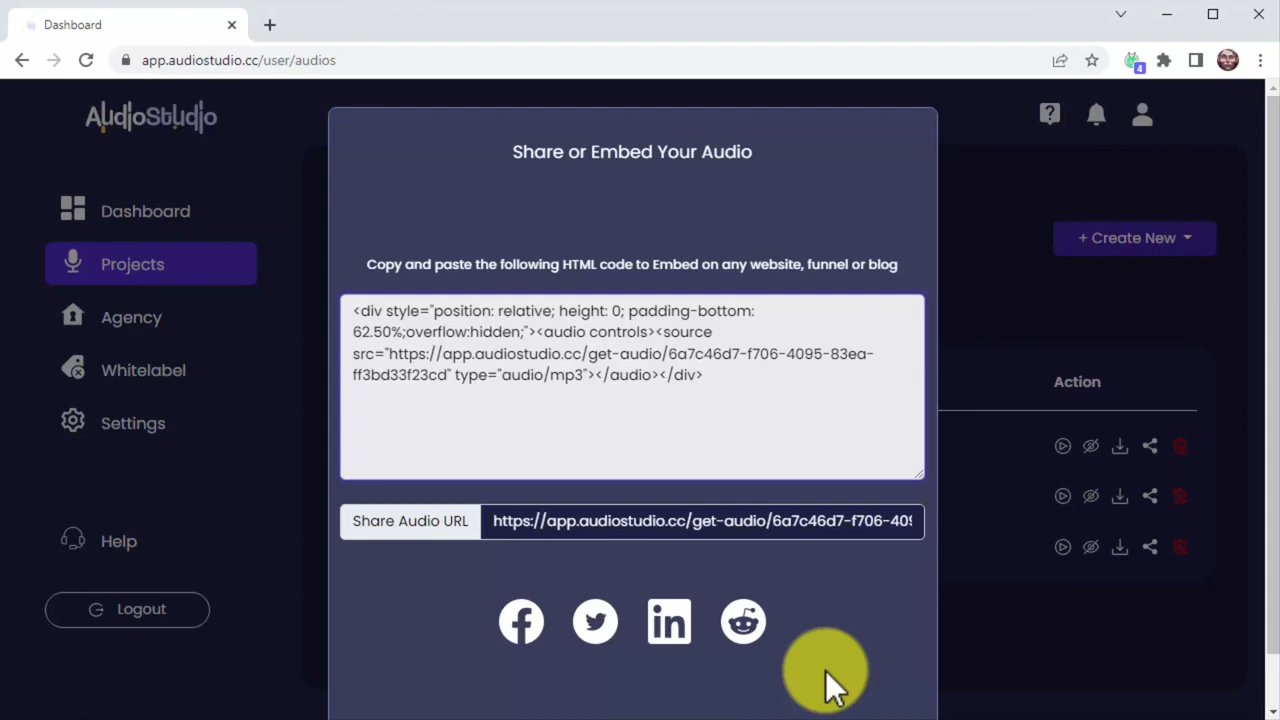 Dashboard
app.audiostudio.cc/user/audios
4
AudioStudio
Share or Embed Your Audio
Dashboard
Projects
+ Create New
Copy and paste the following HTML code to Embed on any website, funnel or blog
Agency
<div style="position: relative; height: 0; padding-bottom:
62.50%;overflow:hidden;"><audio controls><source
src="https://app.audiostudio.cc/get-audio/6a7c46d7-f706-4095-83ea-
ff3bd33f23cd" type="audio/mp3"></audio></div>
Whitelabel
Action
Settings
Share Audio URL
https://app.audiostudio.cc/get-audio/6a7c46d7-f706-409
Help
Logout